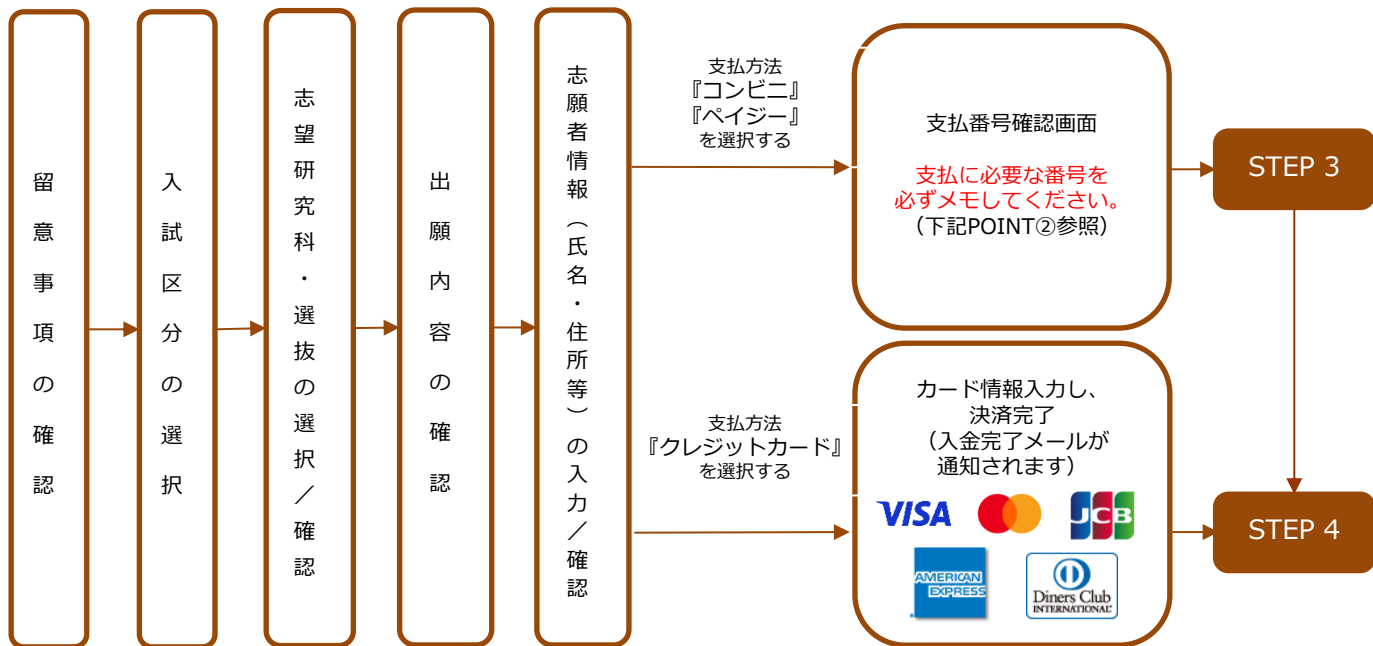 留意事項の確認
入試区分の選択
志望研究科・選抜の選択／確認
出願内容の確認
志願者情報（氏名・住所等）の入力／確認
支払方法
『コンビニ』
『ペイジー』
を選択する
支払番号確認画面
支払に必要な番号を
必ずメモしてください。
（下記POINT②参照）
STEP 3
支払方法
『クレジットカード』
を選択する
カード情報入力し、
決済完了
（入金完了メールが
通知されます）
VISA
JCB
AMERICAN
EXPRESS
Diners Club
INTERNATIONAL
STEP 4